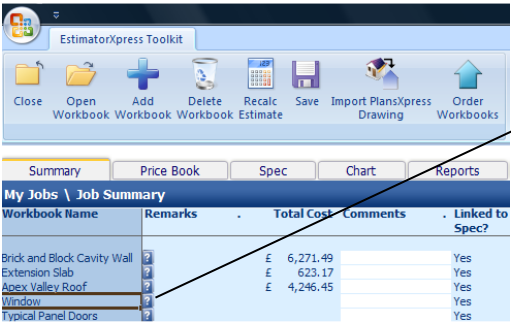 EstimatorXpress Toolkit
Close Open Workbook Add Workbook Delete Workbook Recalc Estimate Save Import PlansXpress Drawing Order Workbooks
Summary Price Book Spec Chart Reports
My Jobs \ Job Summary
Workbook Name Remarks . Total Cost Comments . Linked to Spec?
Brick and Block Cavity Wall ? £ 6,271.49 Yes
Extension Slab ? £ 623.17 Yes
Apex Valley Roof ? £ 4,246.45 Yes
Window ? Yes
Typical Panel Doors ? Yes